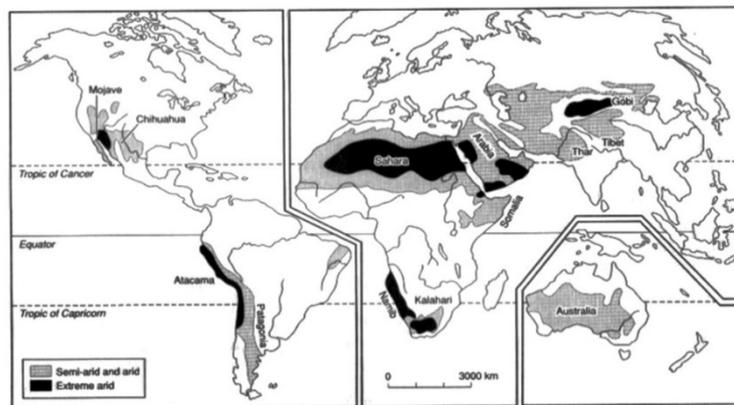 Mojave
Chihuahua
Gobi
Arabia
Tibet
Thar
Sahara
Tropic of Cancer
Somalia
Equator
Atacama
Namib
Kalahari
Tropic of Capricorn
Patagonia
Australia
Semi-arid and arid
Extreme arid
0 3000 km